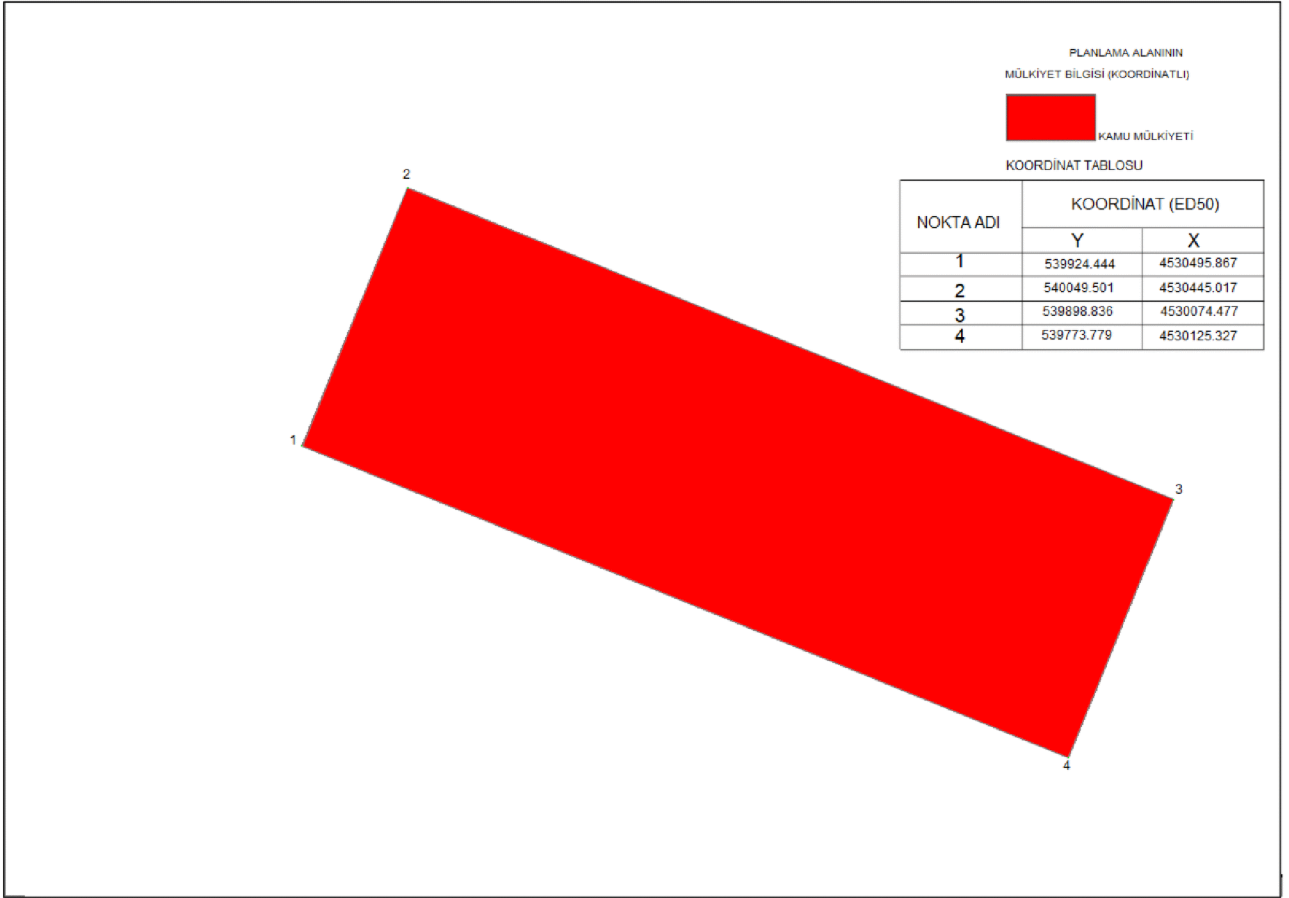 PLANLAMA ALANININ
MÜLKİYET BİLGİSİ (KOORDİNATLI)
KAMU MÜLKİYETİ
KOORDİNAT TABLOSU
NOKTA ADI KOORDİNAT (ED50)
Y X
1 539924.444 4530495.867
2 540049.501 4530445.017
3 539898.836 4530074.477
4 539773.779 4530125.327
2
1
3
4